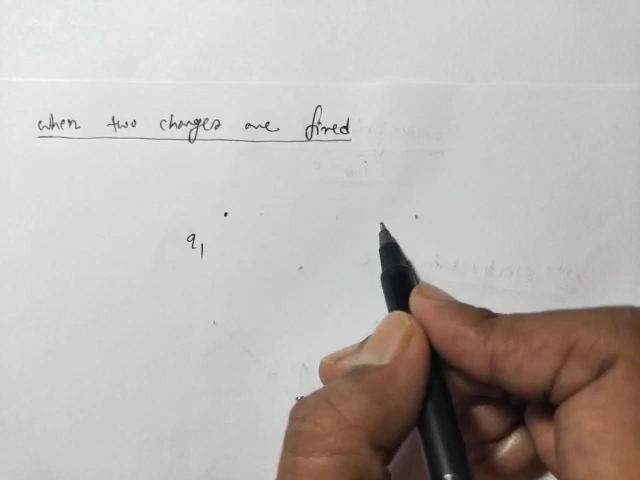 when two charges are fixed
q1